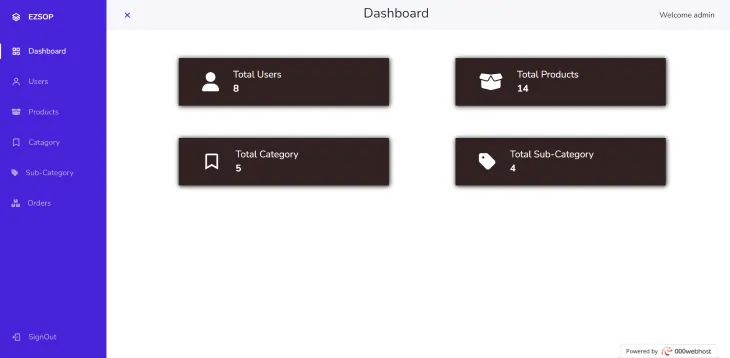 EZSOP
Dashboard
Users
Products
Catagory
Sub-Category
Orders
SignOut
Dashboard
Welcome admin
Total Users
8
Total Products
14
Total Category
5
Total Sub-Category
4
Powered by 000webhost